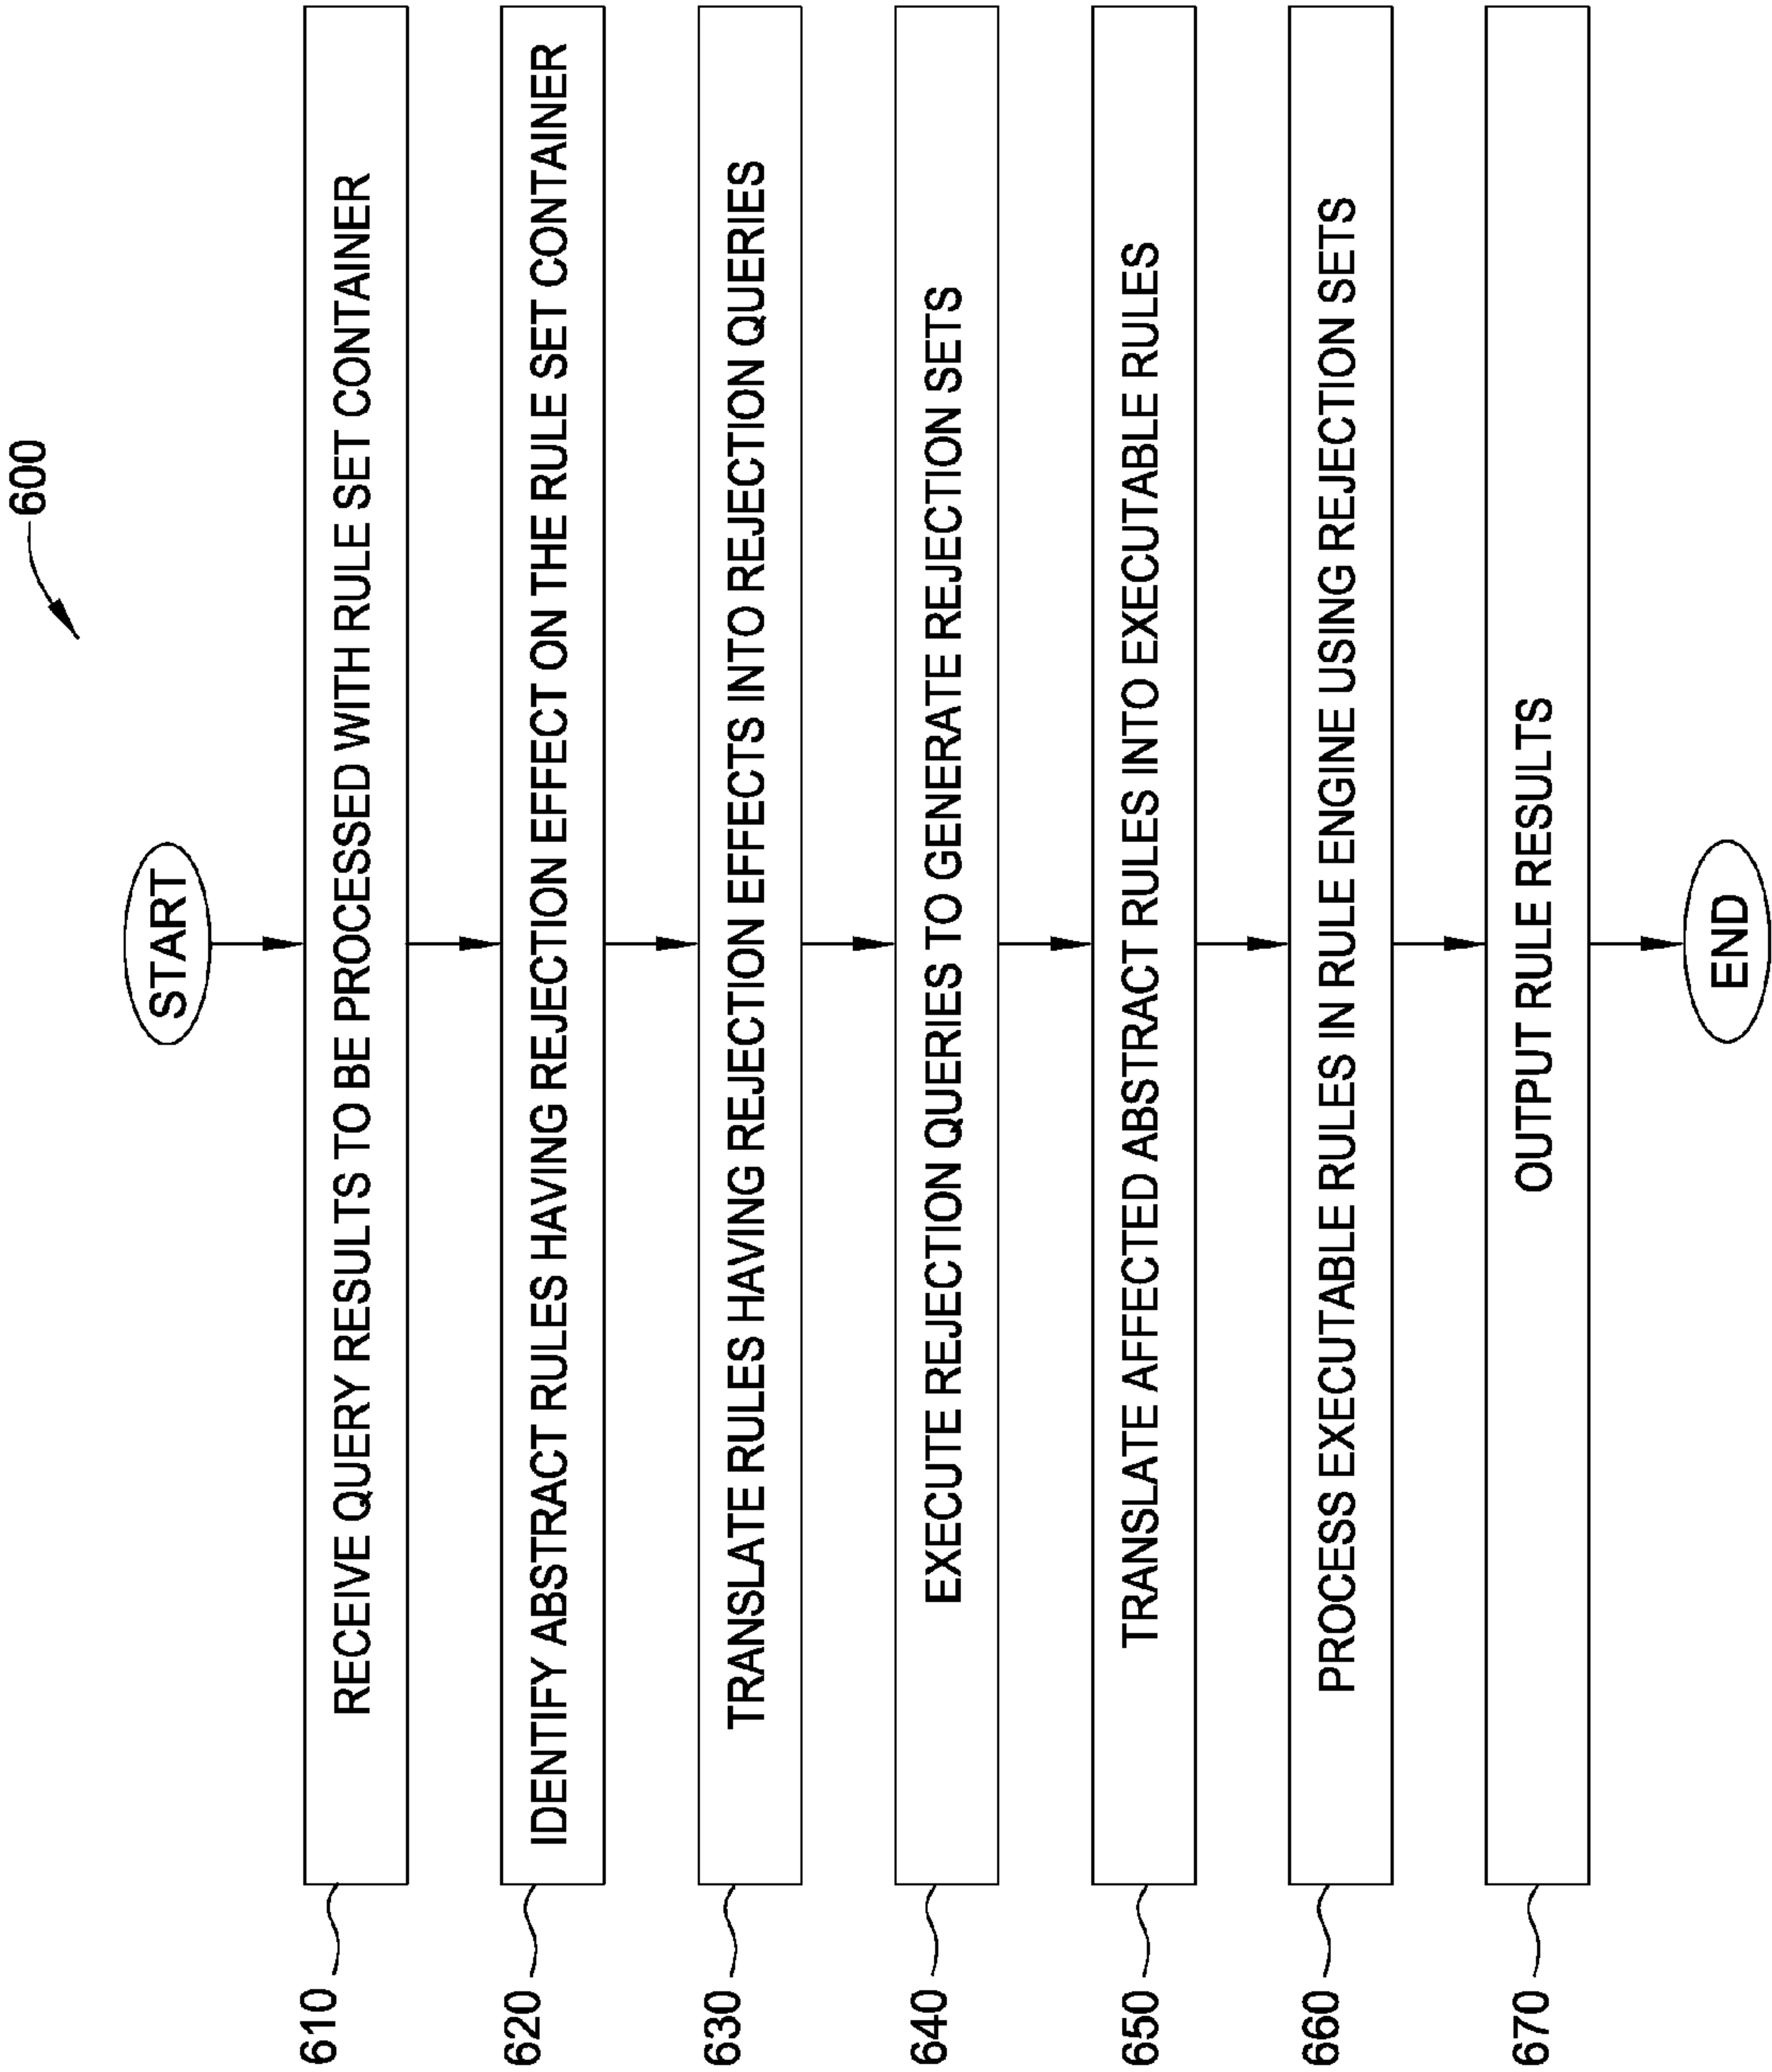 600
START
610 RECEIVE QUERY RESULTS TO BE PROCESSED WITH RULE SET CONTAINER
620 IDENTIFY ABSTRACT RULES HAVING REJECTION EFFECT ON THE RULE SET CONTAINER
630 TRANSLATE RULES HAVING REJECTION EFFECTS INTO REJECTION QUERIES
640 EXECUTE REJECTION QUERIES TO GENERATE REJECTION SETS
650 TRANSLATE AFFECTED ABSTRACT RULES INTO EXECUTABLE RULES
660 PROCESS EXECUTABLE RULES IN RULE ENGINE USING REJECTION SETS
670 OUTPUT RULE RESULTS
END